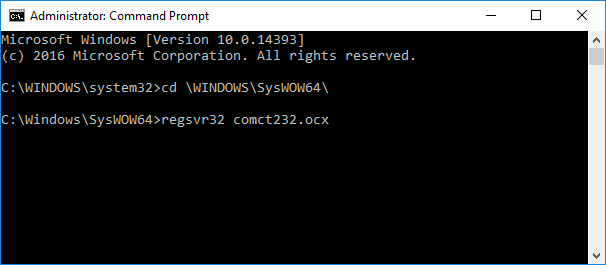 Administrator: Command Prompt
Microsoft Windows [Version 10.0.14393]
(c) 2016 Microsoft Corporation. All rights reserved.
C:\WINDOWS\system32>cd \WINDOWS\SysWOW64\
C:\Windows\SysWOW64>regsvr32 comct232.ocx